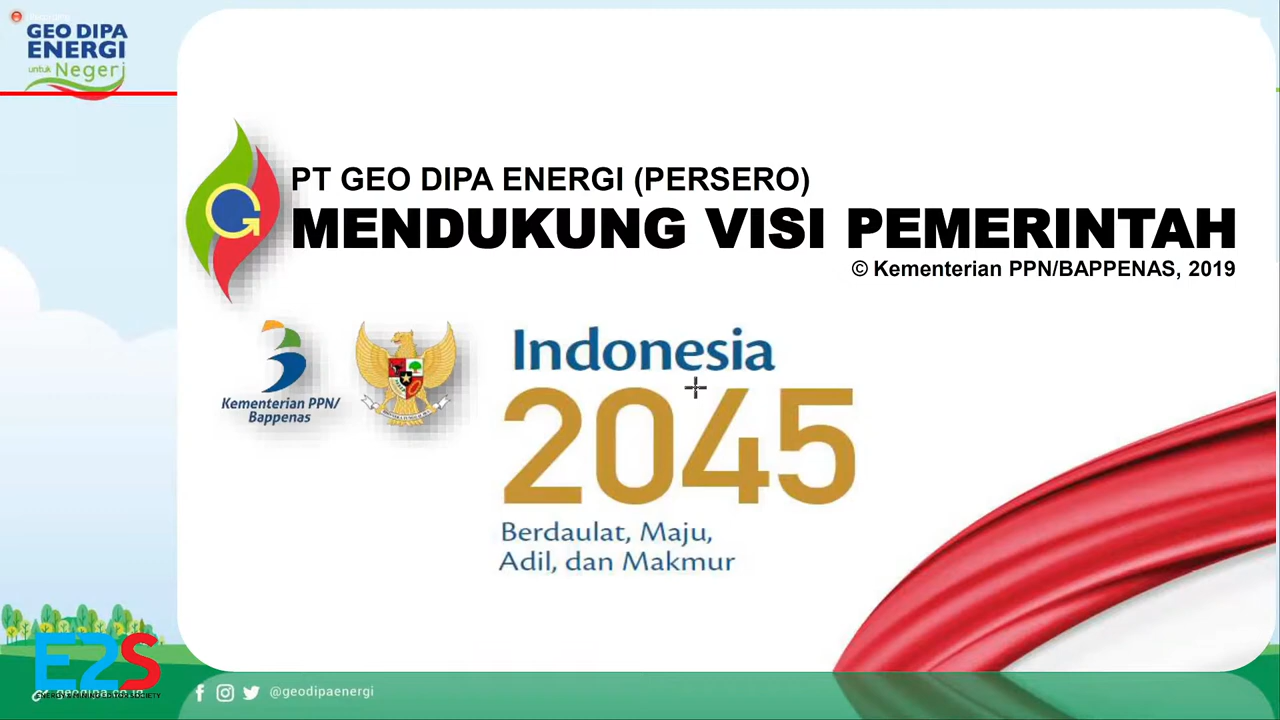 GEO DIPA
ENERGI
untuk Negeri
PT GEO DIPA ENERGI (PERSERO)
MENDUKUNG VISI PEMERINTAH
© Kementerian PPN/BAPPENAS, 2019
Kementerian PPN/
Bappenas
Indonesia
2045
Berdaulat, Maju,
Adil, dan Makmur
E2S
@geodipaenergi